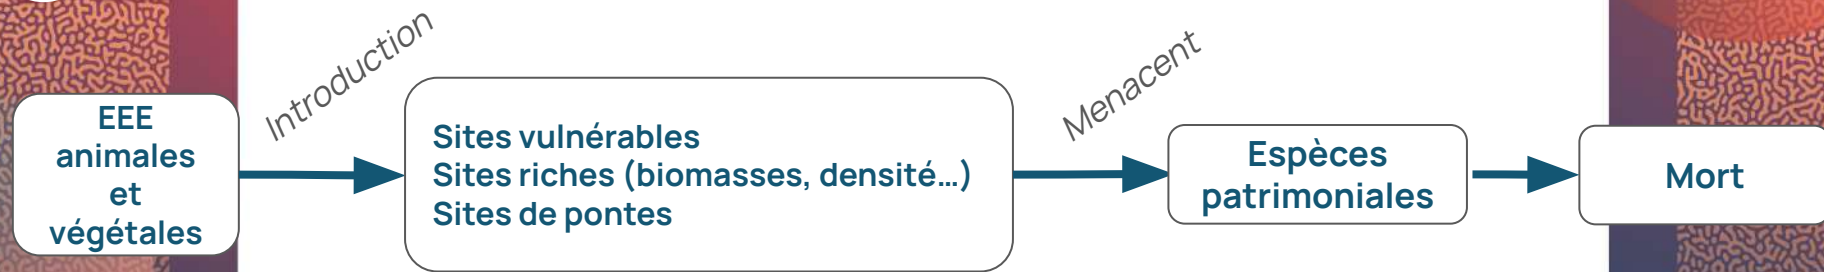 EEE
animales
et
végétales
Introduction
Sites vulnérables
Sites riches (biomasses, densité...)
Sites de pontes
Menacent
Espèces
patrimoniales
Mort